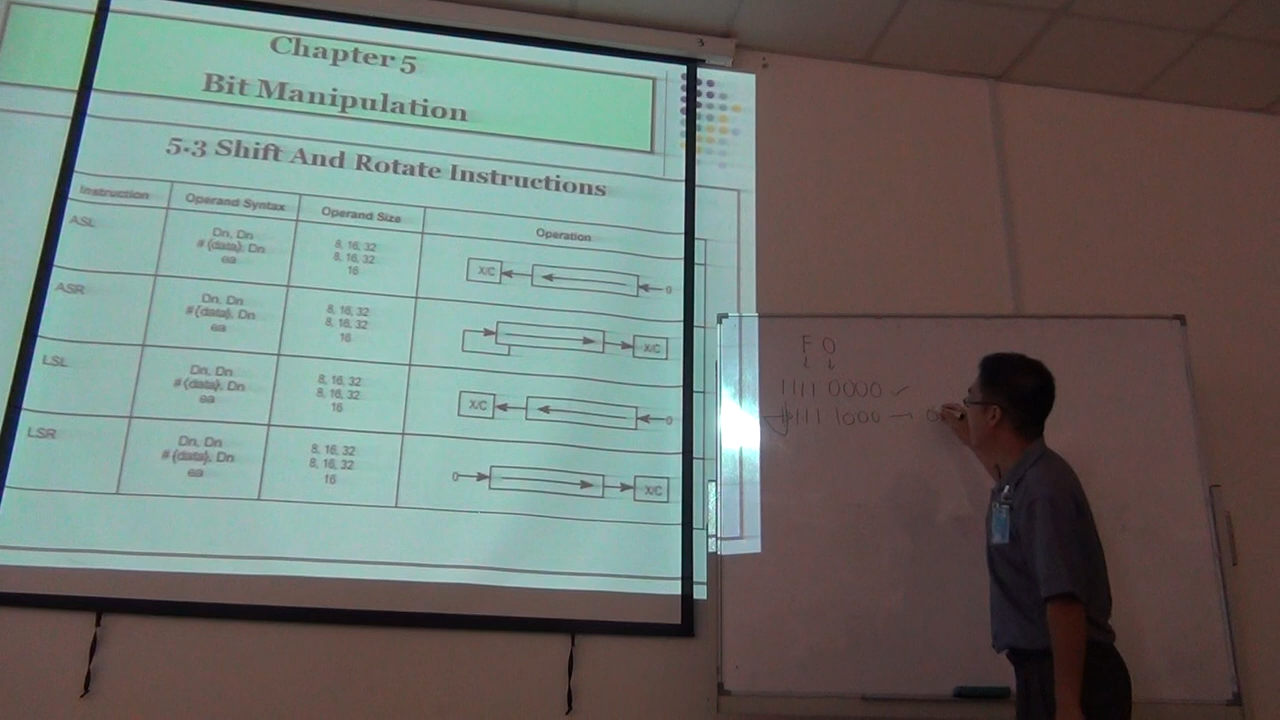 Chapter 5
Bit Manipulation
5.3 Shift And Rotate Instructions
Instruction Operand Syntax Operand Size Operation
ASL
Dn, Dn 8, 16, 32
# (data), Dn 8, 16, 32
ea 16
X/C 0
ASR
Dn, Dn 8, 16, 32
# (data), Dn 8, 16, 32
ea 16
X/C
LSL
Dn, Dn 8, 16, 32
# (data), Dn 8, 16, 32
ea 16
X/C 0
LSR
Dn, Dn 8, 16, 32
# (data), Dn 8, 16, 32
ea 16
0 X/C
3
F 0
1111 0000
1000